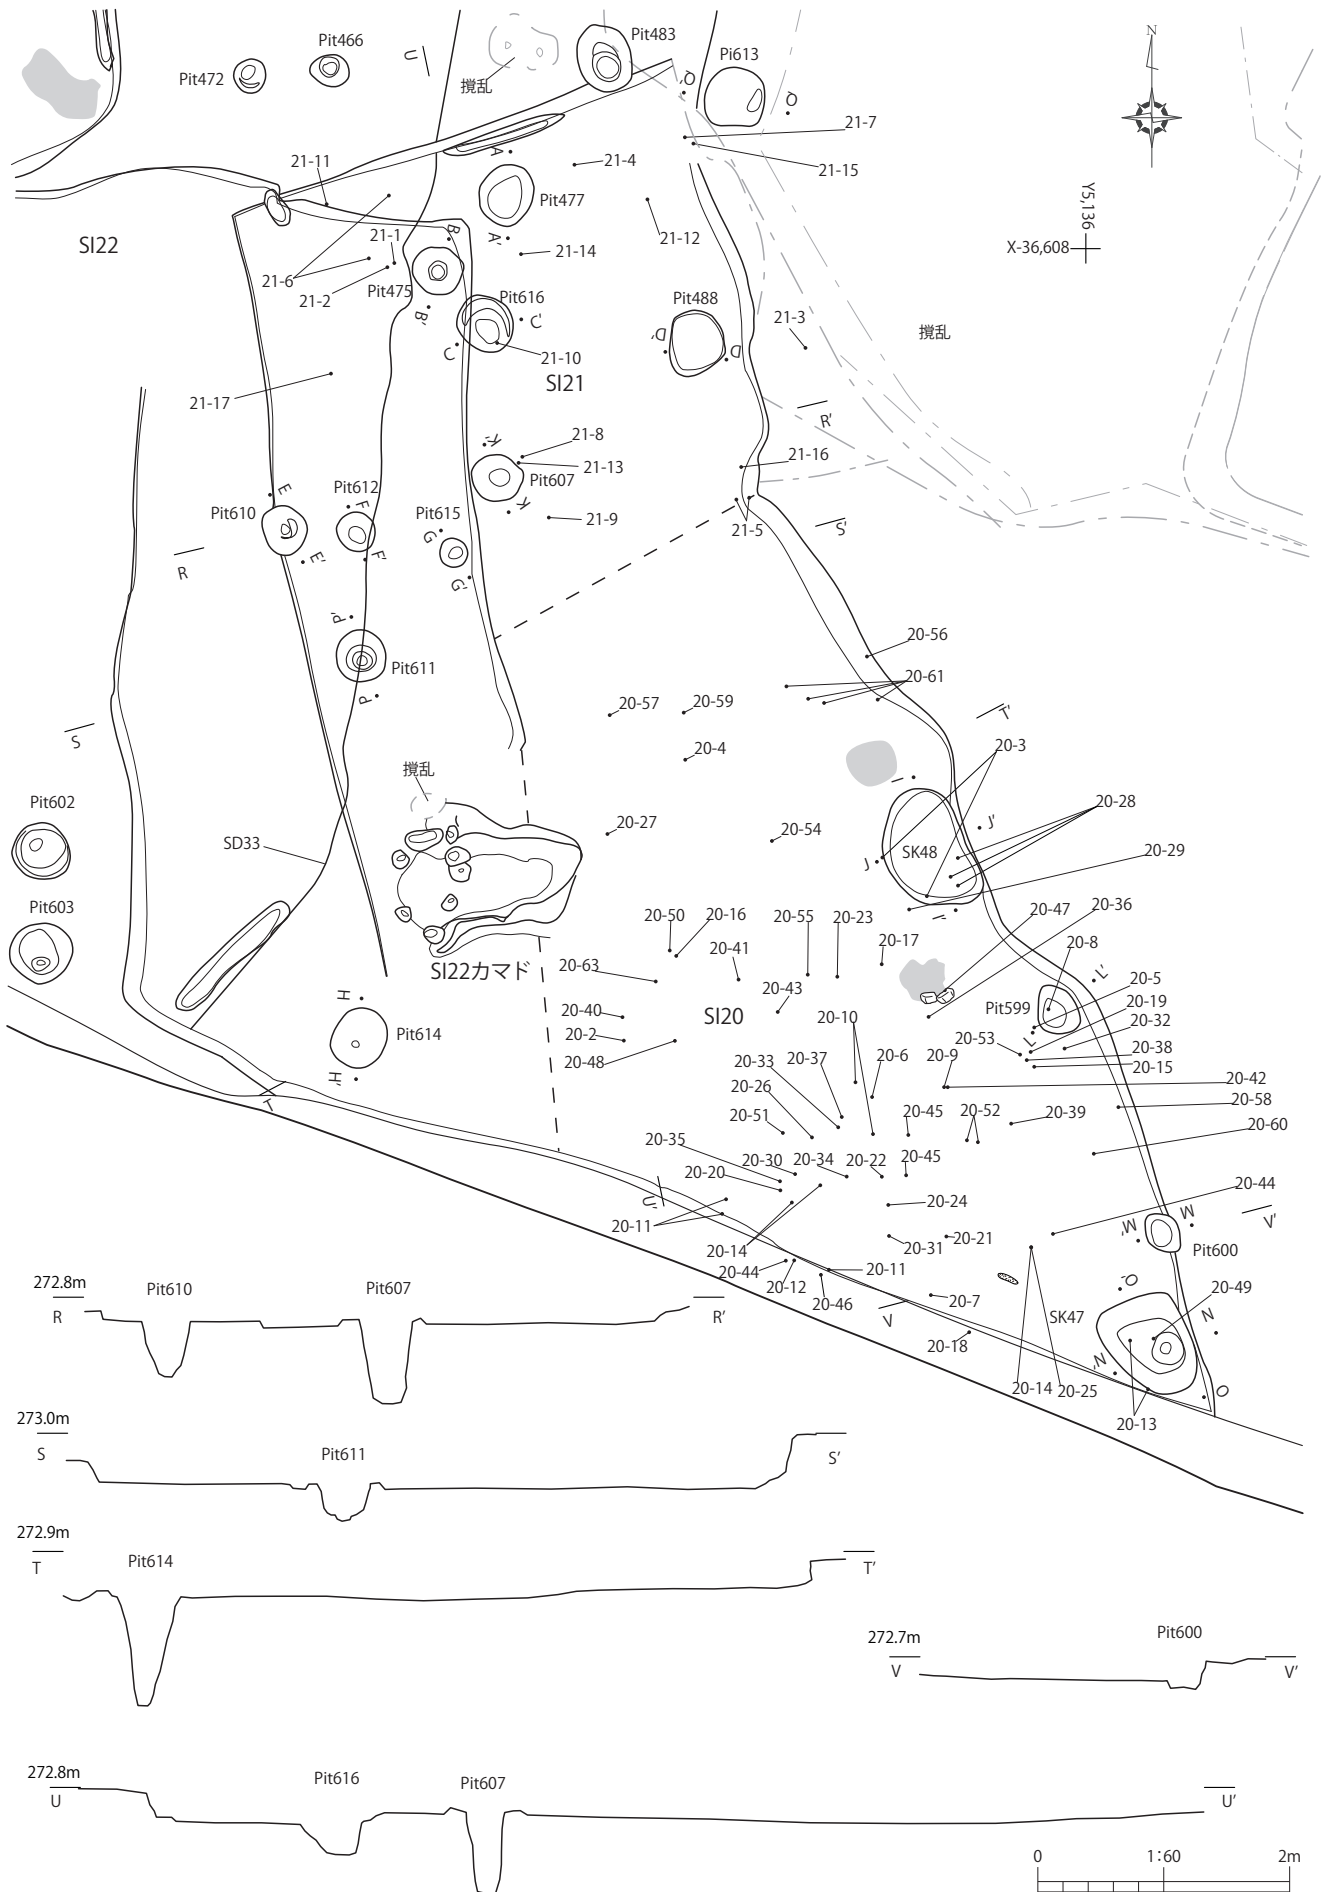 Pit483
Pit466
Pi613
N
Pit472
U
撹乱
Q'
Q
21-7
A
21-11
21-4
21-15
Pit477
Y5,136
SI22
21-1
B
A'
21-12
X-36,608
21-14
21-6
21-2
Pit475
Pit616
Pit488
B'
C'
D'
D
21-3
撹乱
C
21-10
SI21
21-17
R'
K'
21-8
21-16
21-13
E
Pit612
Pit607
F
Pit610
Pit615
K
21-9
21-5
S'
G
R
E'
F'
G'
P'
20-56
Pit611
20-61
P
20-57
20-59
T'
S
20-4
20-3
撹乱
I
Pit602
20-28
20-27
20-54
J'
SD33
SK48
20-29
J
Pit603
20-50
20-16
20-55
20-23
I'
20-47
20-36
20-17
20-8
20-41
SI22カマド
20-63
L'
20-5
H
20-43
Pit599
20-19
20-40
SI20
20-10
20-32
Pit614
20-2
20-53
L
20-38
20-48
20-33
20-37
20-6
20-9
20-15
H'
20-26
20-42
T
20-51
20-45
20-52
20-39
20-58
20-60
20-35
20-30
20-34
20-22
20-45
20-20
20-44
U'
20-24
20-11
M'
M
V'
20-14
20-31
20-21
Pit600
20-44
20-11
272.8m
Pit610
Pit607
20-12
O'
20-49
20-46
20-7
R
R'
V
SK47
N
20-18
N'
20-14
20-25
O
273.0m
20-13
S
Pit611
S'
272.9m
T
Pit614
T'
272.7m
Pit600
V
V'
272.8m
Pit616
Pit607
U
U'
0
1:60
2m